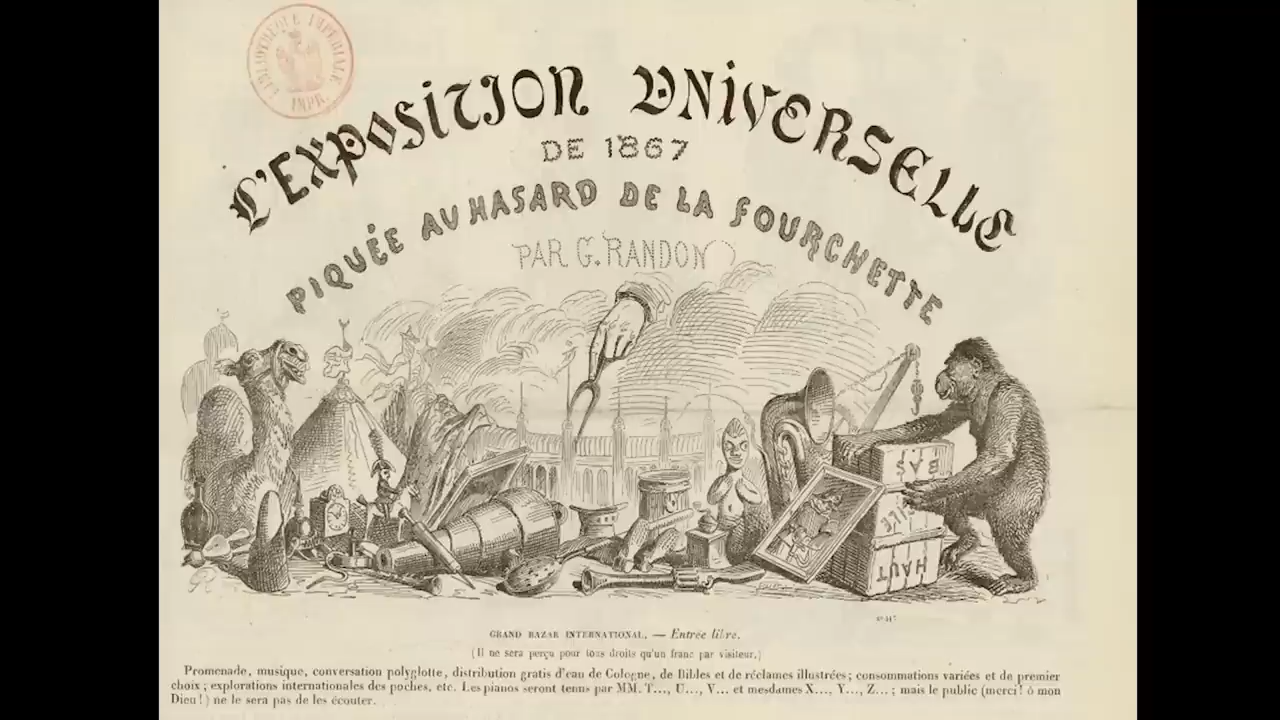 BIBLIOTHÈQUE IMPÉRIALE
IMPR.
L'EXPOSITION UNIVERSELLE
DE 1867
PIQUÉE AU HASARD DE LA FOURCHETTE
PAR G. RANDON
BAS
HAUT
GRAND BAZAR INTERNATIONAL. — Entrée libre.
(Il ne sera perçu pour tous droits qu'un franc par visiteur.)
Promenade, musique, conversation polyglotte, distribution gratis d'eau de Cologne, de Bibles et de réclames illustrées; consommations variées et de premier
choix; explorations internationales des poches, etc. Les pianos seront tenus par MM. T..., U..., V... et mesdames X..., Y..., Z...; mais le public (merci! ô mon
Dieu!) ne le sera pas de les écouter.